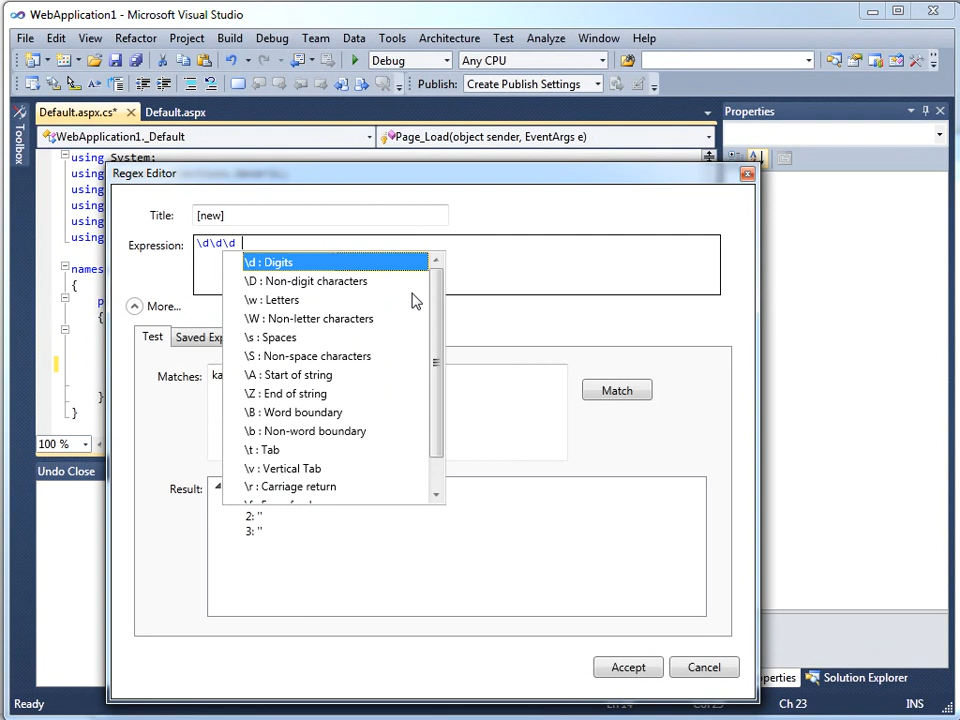 WebApplication1 - Microsoft Visual Studio
File Edit View Refactor Project Build Debug Team Data Tools Architecture Test Analyze Window Help
Debug Any CPU
Publish: Create Publish Settings
Default.aspx.cs* Default.aspx Properties
WebApplication1._Default Page_Load(object sender, EventArgs e)
Toolbox
using System;
using
using
using
using
using
{
{
}
}
Regex Editor
Title: [new]
Expression: \d\d\d
\d : Digits
\D : Non-digit characters
\w : Letters
\W : Non-letter characters
\s : Spaces
\S : Non-space characters
\A : Start of string
\Z : End of string
\B : Word boundary
\b : Non-word boundary
\t : Tab
\v : Vertical Tab
\r : Carriage return
More...
Test Saved
Matches: Match
Result:
2: ''
3: ''
Accept Cancel
100 %
Undo Close
Solution Explorer
Ready Ch 23 INS